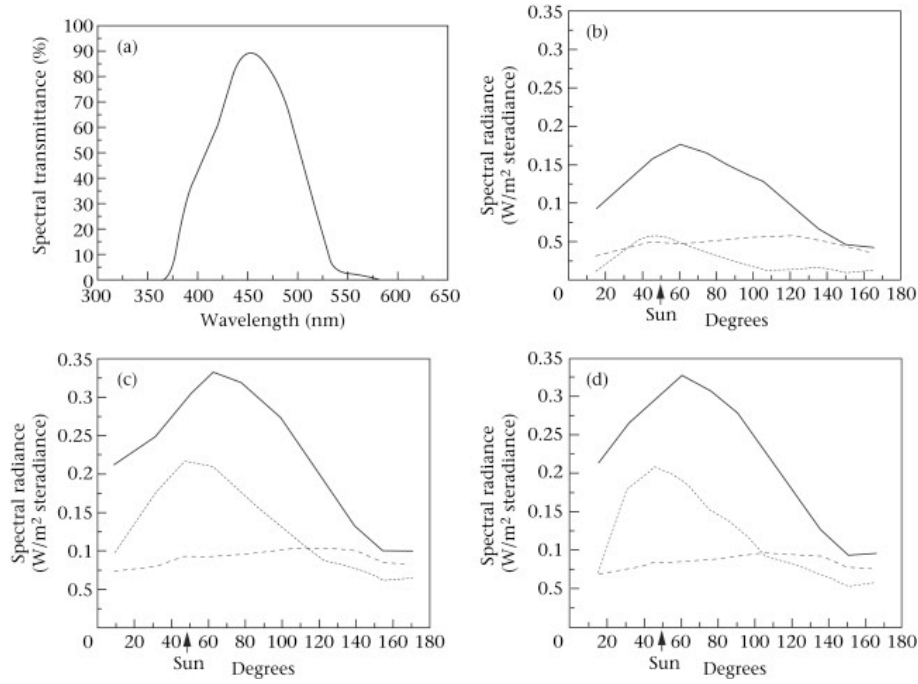 (a)
Spectral transmittance (%)
100
90
80
70
60
50
40
30
20
10
0
300 350 400 450 500 550 600 650
Wavelength (nm)
(b)
Spectral radiance
(W/m² steradiance)
0.35
0.3
0.25
0.2
0.15
0.1
0.5
0 20 40 60 80 100 120 140 160 180
Sun
Degrees
(c)
Spectral radiance
(W/m² steradiance)
0.35
0.3
0.25
0.2
0.15
0.1
0.5
0 20 40 60 80 100 120 140 160 180
Sun
Degrees
(d)
Spectral radiance
(W/m² steradiance)
0.35
0.3
0.25
0.2
0.15
0.1
0.5
0 20 40 60 80 100 120 140 160 180
Sun
Degrees